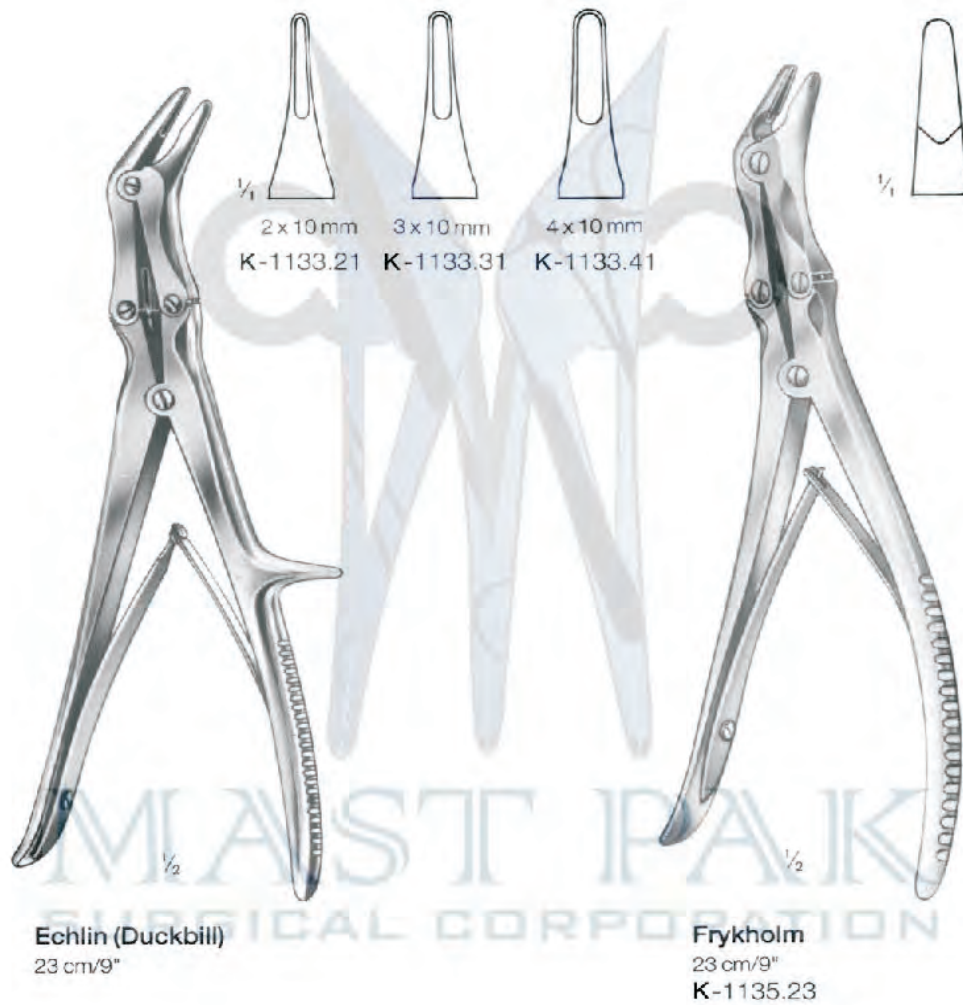 1/1
2 x 10 mm
K-1133.21
3 x 10 mm
K-1133.31
4 x 10 mm
K-1133.41
1/1
1/2
1/2
MAST PAK
SURGICAL CORPORATION
Echlin (Duckbill)
23 cm/9"
Frykholm
23 cm/9"
K-1135.23